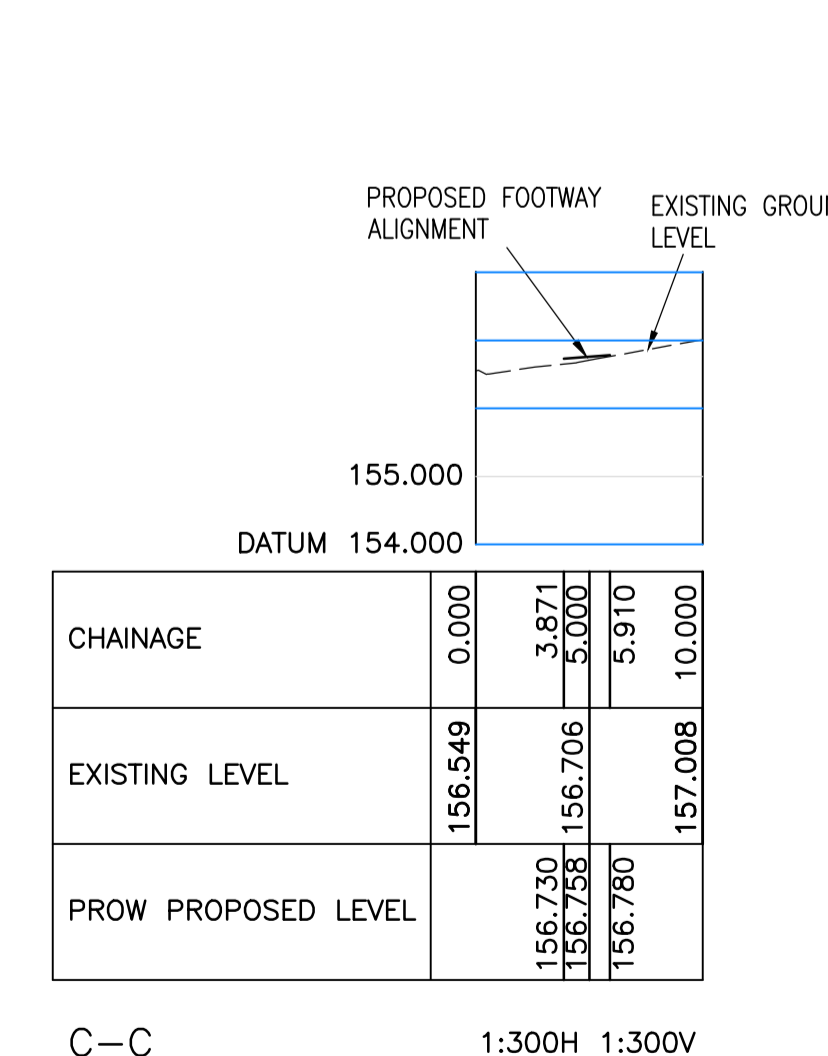 PROPOSED FOOTWAY
ALIGNMENT
EXISTING
LEVEL
155.000
DATUM 154.000
CHAINAGE 0.000 3.871 5.000 5.910 10.000
EXISTING LEVEL 156.549 156.706 157.008
PROW PROPOSED LEVEL 156.730 156.758 156.780
C-C 1:300H 1:300V